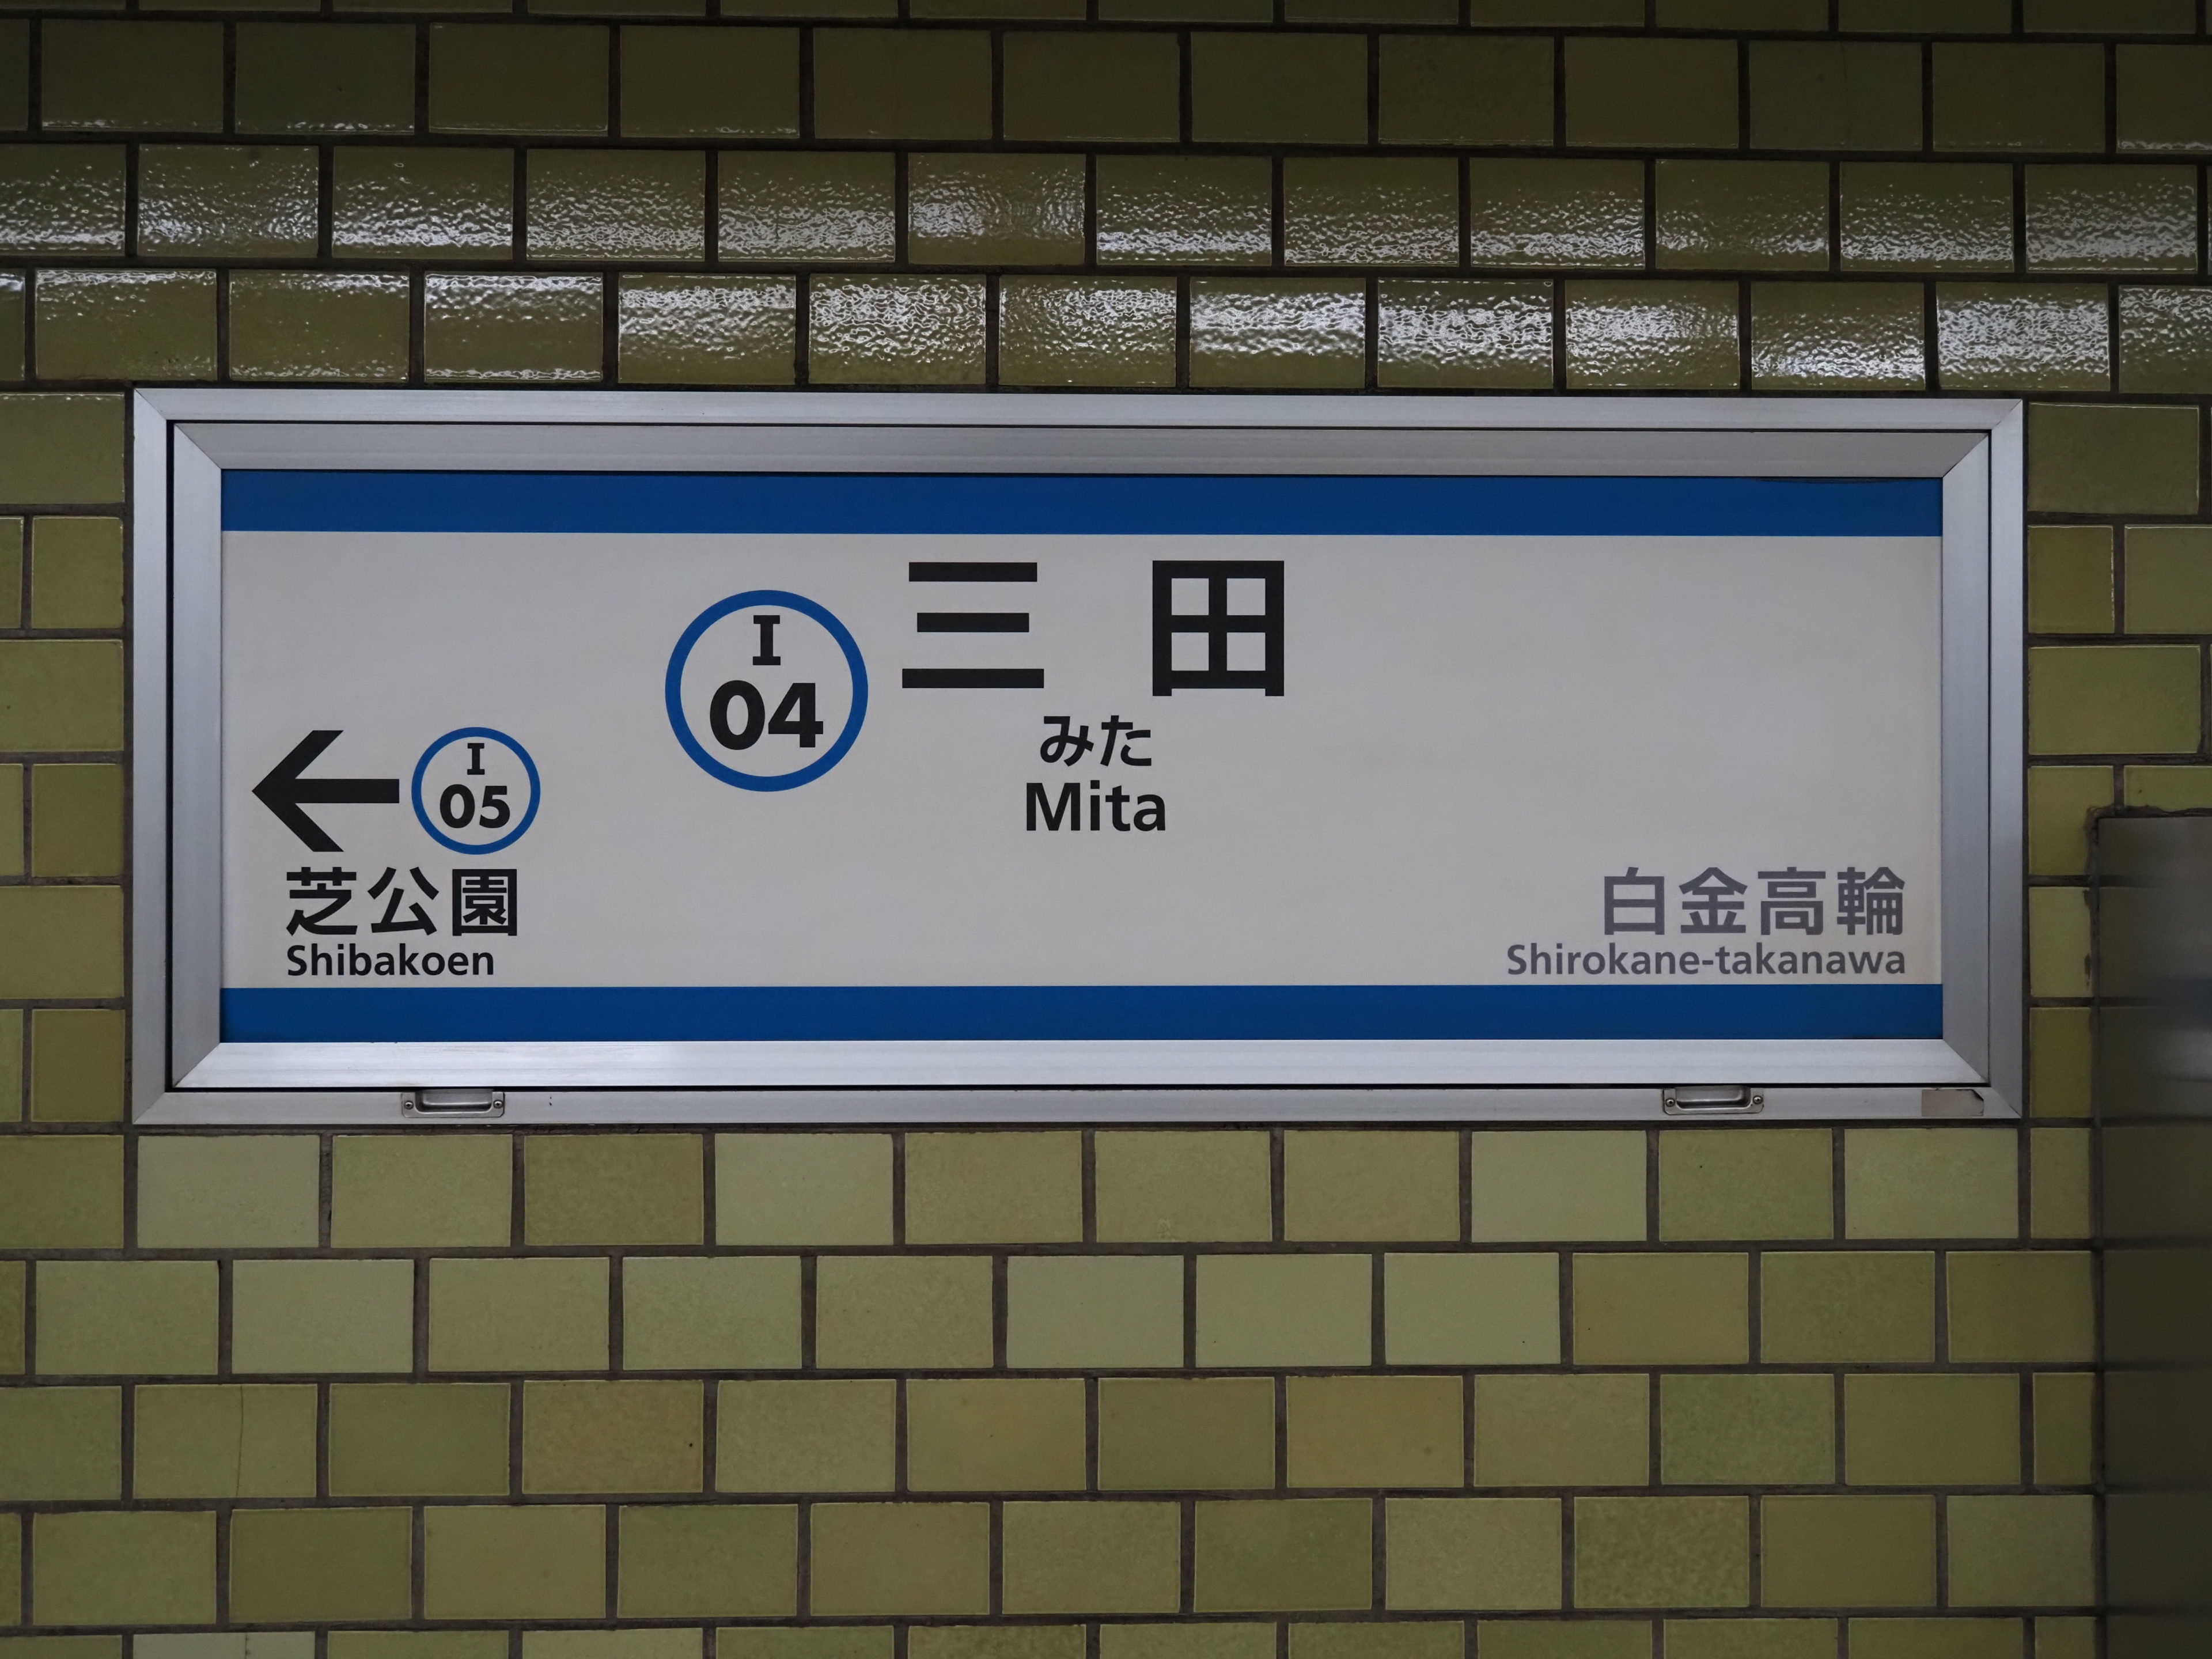 I
04
三田
みた
Mita
I
05
芝公園
Shibakoen
白金高輪
Shirokane-takanawa